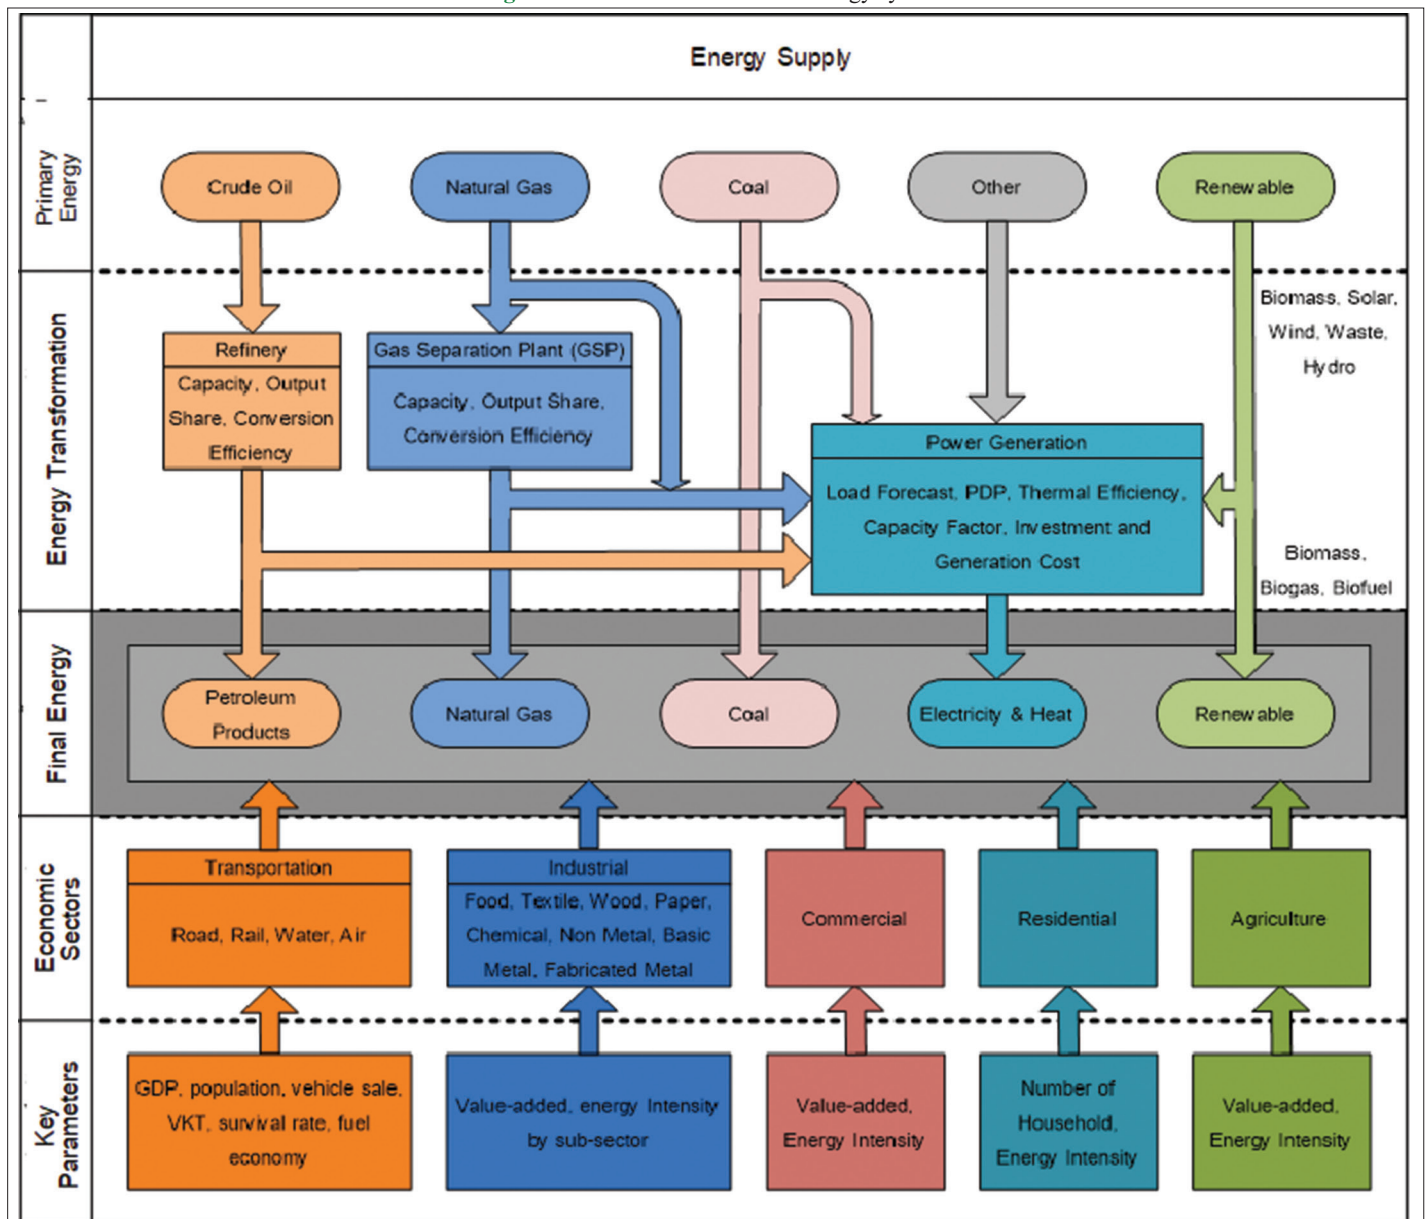 Energy Supply
Primary
Energy
Crude Oil
Natural Gas
Coal
Other
Renewable
Energy Transformation
Biomass, Solar,
Wind, Waste,
Hydro
Refinery
Capacity, Output
Share, Conversion
Efficiency
Gas Separation Plant (GSP)
Capacity, Output Share,
Conversion Efficiency
Power Generation
Load Forecast, PDP, Thermal Efficiency,
Capacity Factor, Investment and
Generation Cost
Biomass,
Biogas, Biofuel
Final Energy
Petroleum
Products
Natural Gas
Coal
Electricity & Heat
Renewable
Economic
Sectors
Transportation
Road, Rail, Water, Air
Industrial
Food, Textile, Wood, Paper,
Chemical, Non Metal, Basic
Metal, Fabricated Metal
Commercial
Residential
Agriculture
Key
Parameters
GDP, population, vehicle sale,
VKT, survival rate, fuel
economy
Value-added, energy Intensity
by sub-sector
Value-added,
Energy Intensity
Number of
Household,
Energy Intensity
Value-added,
Energy Intensity